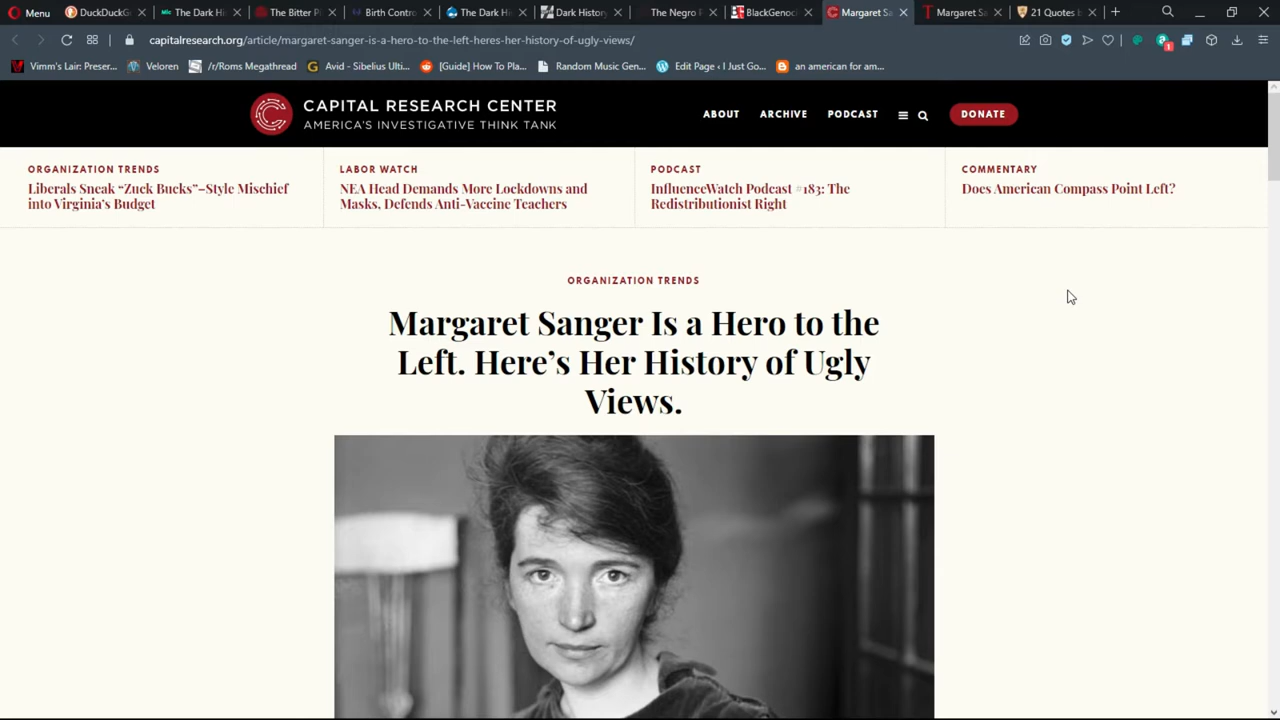 Menu
DuckDuckG
The Dark Hi
The Bitter P
Birth Contro
The Dark H
Dark History
The Negro P
BlackGenoc
Margaret Sa
Margaret Sa
21 Quotes b
capitalresearch.org/article/margaret-sanger-is-a-hero-to-the-left-heres-her-history-of-ugly-views/
1
Vimm's Lair: Preser...
Veloren
/r/Roms Megathread
Avid - Sibelius Ulti...
[Guide] How To Pla...
Random Music Gen...
Edit Page ‹ I Just Go...
an american for am...
CAPITAL RESEARCH CENTER
AMERICA'S INVESTIGATIVE THINK TANK
ABOUT
ARCHIVE
PODCAST
DONATE
ORGANIZATION TRENDS
Liberals Sneak “Zuck Bucks”–Style Mischief
into Virginia’s Budget
LABOR WATCH
NEA Head Demands More Lockdowns and
Masks, Defends Anti-Vaccine Teachers
PODCAST
InfluenceWatch Podcast #183: The
Redistributionist Right
COMMENTARY
Does American Compass Point Left?
ORGANIZATION TRENDS
Margaret Sanger Is a Hero to the
Left. Here’s Her History of Ugly
Views.